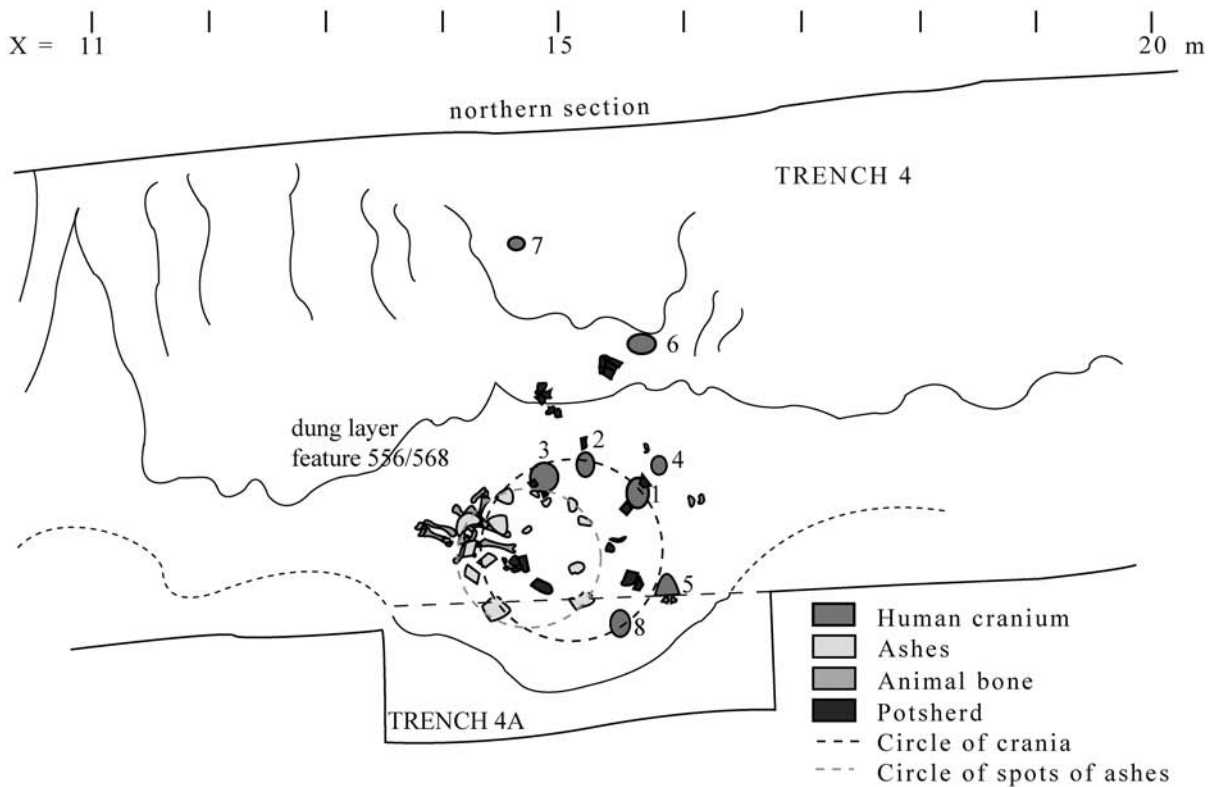 X = 11 15 20 m
northern section
TRENCH 4
7
6
dung layer
feature 556/568
3 2 4
1
5
8
TRENCH 4A
Human cranium
Ashes
Animal bone
Potsherd
Circle of crania
Circle of spots of ashes